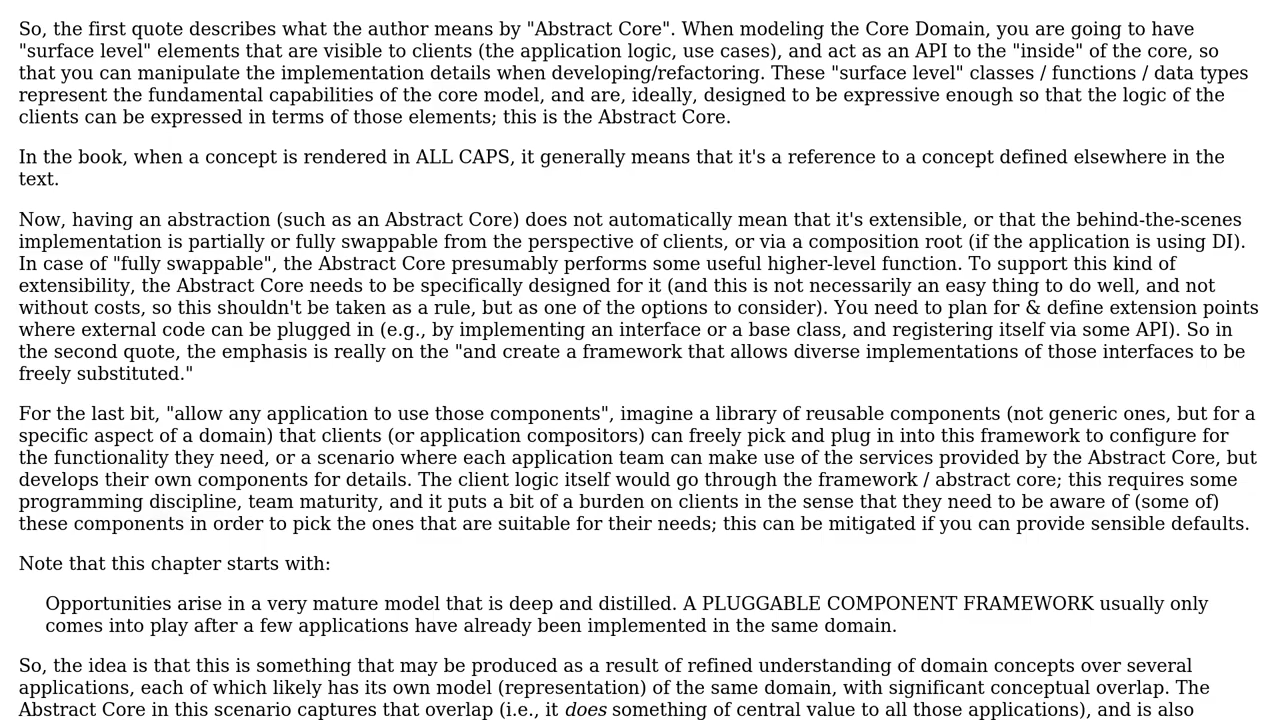 So, the first quote describes what the author means by "Abstract Core". When modeling the Core Domain, you are going to have
"surface level" elements that are visible to clients (the application logic, use cases), and act as an API to the "inside" of the core, so
that you can manipulate the implementation details when developing/refactoring. These "surface level" classes / functions / data types
represent the fundamental capabilities of the core model, and are, ideally, designed to be expressive enough so that the logic of the
clients can be expressed in terms of those elements; this is the Abstract Core.
In the book, when a concept is rendered in ALL CAPS, it generally means that it's a reference to a concept defined elsewhere in the
text.
Now, having an abstraction (such as an Abstract Core) does not automatically mean that it's extensible, or that the behind-the-scenes
implementation is partially or fully swappable from the perspective of clients, or via a composition root (if the application is using DI).
In case of "fully swappable", the Abstract Core presumably performs some useful higher-level function. To support this kind of
extensibility, the Abstract Core needs to be specifically designed for it (and this is not necessarily an easy thing to do well, and not
without costs, so this shouldn't be taken as a rule, but as one of the options to consider). You need to plan for & define extension points
where external code can be plugged in (e.g., by implementing an interface or a base class, and registering itself via some API). So in
the second quote, the emphasis is really on the "and create a framework that allows diverse implementations of those interfaces to be
freely substituted."
For the last bit, "allow any application to use those components", imagine a library of reusable components (not generic ones, but for a
specific aspect of a domain) that clients (or application compositors) can freely pick and plug in into this framework to configure for
the functionality they need, or a scenario where each application team can make use of the services provided by the Abstract Core, but
develops their own components for details. The client logic itself would go through the framework / abstract core; this requires some
programming discipline, team maturity, and it puts a bit of a burden on clients in the sense that they need to be aware of (some of)
these components in order to pick the ones that are suitable for their needs; this can be mitigated if you can provide sensible defaults.
Note that this chapter starts with:
Opportunities arise in a very mature model that is deep and distilled. A PLUGGABLE COMPONENT FRAMEWORK usually only
comes into play after a few applications have already been implemented in the same domain.
So, the idea is that this is something that may be produced as a result of refined understanding of domain concepts over several
applications, each of which likely has its own model (representation) of the same domain, with significant conceptual overlap. The
Abstract Core in this scenario captures that overlap (i.e., it does something of central value to all those applications), and is also